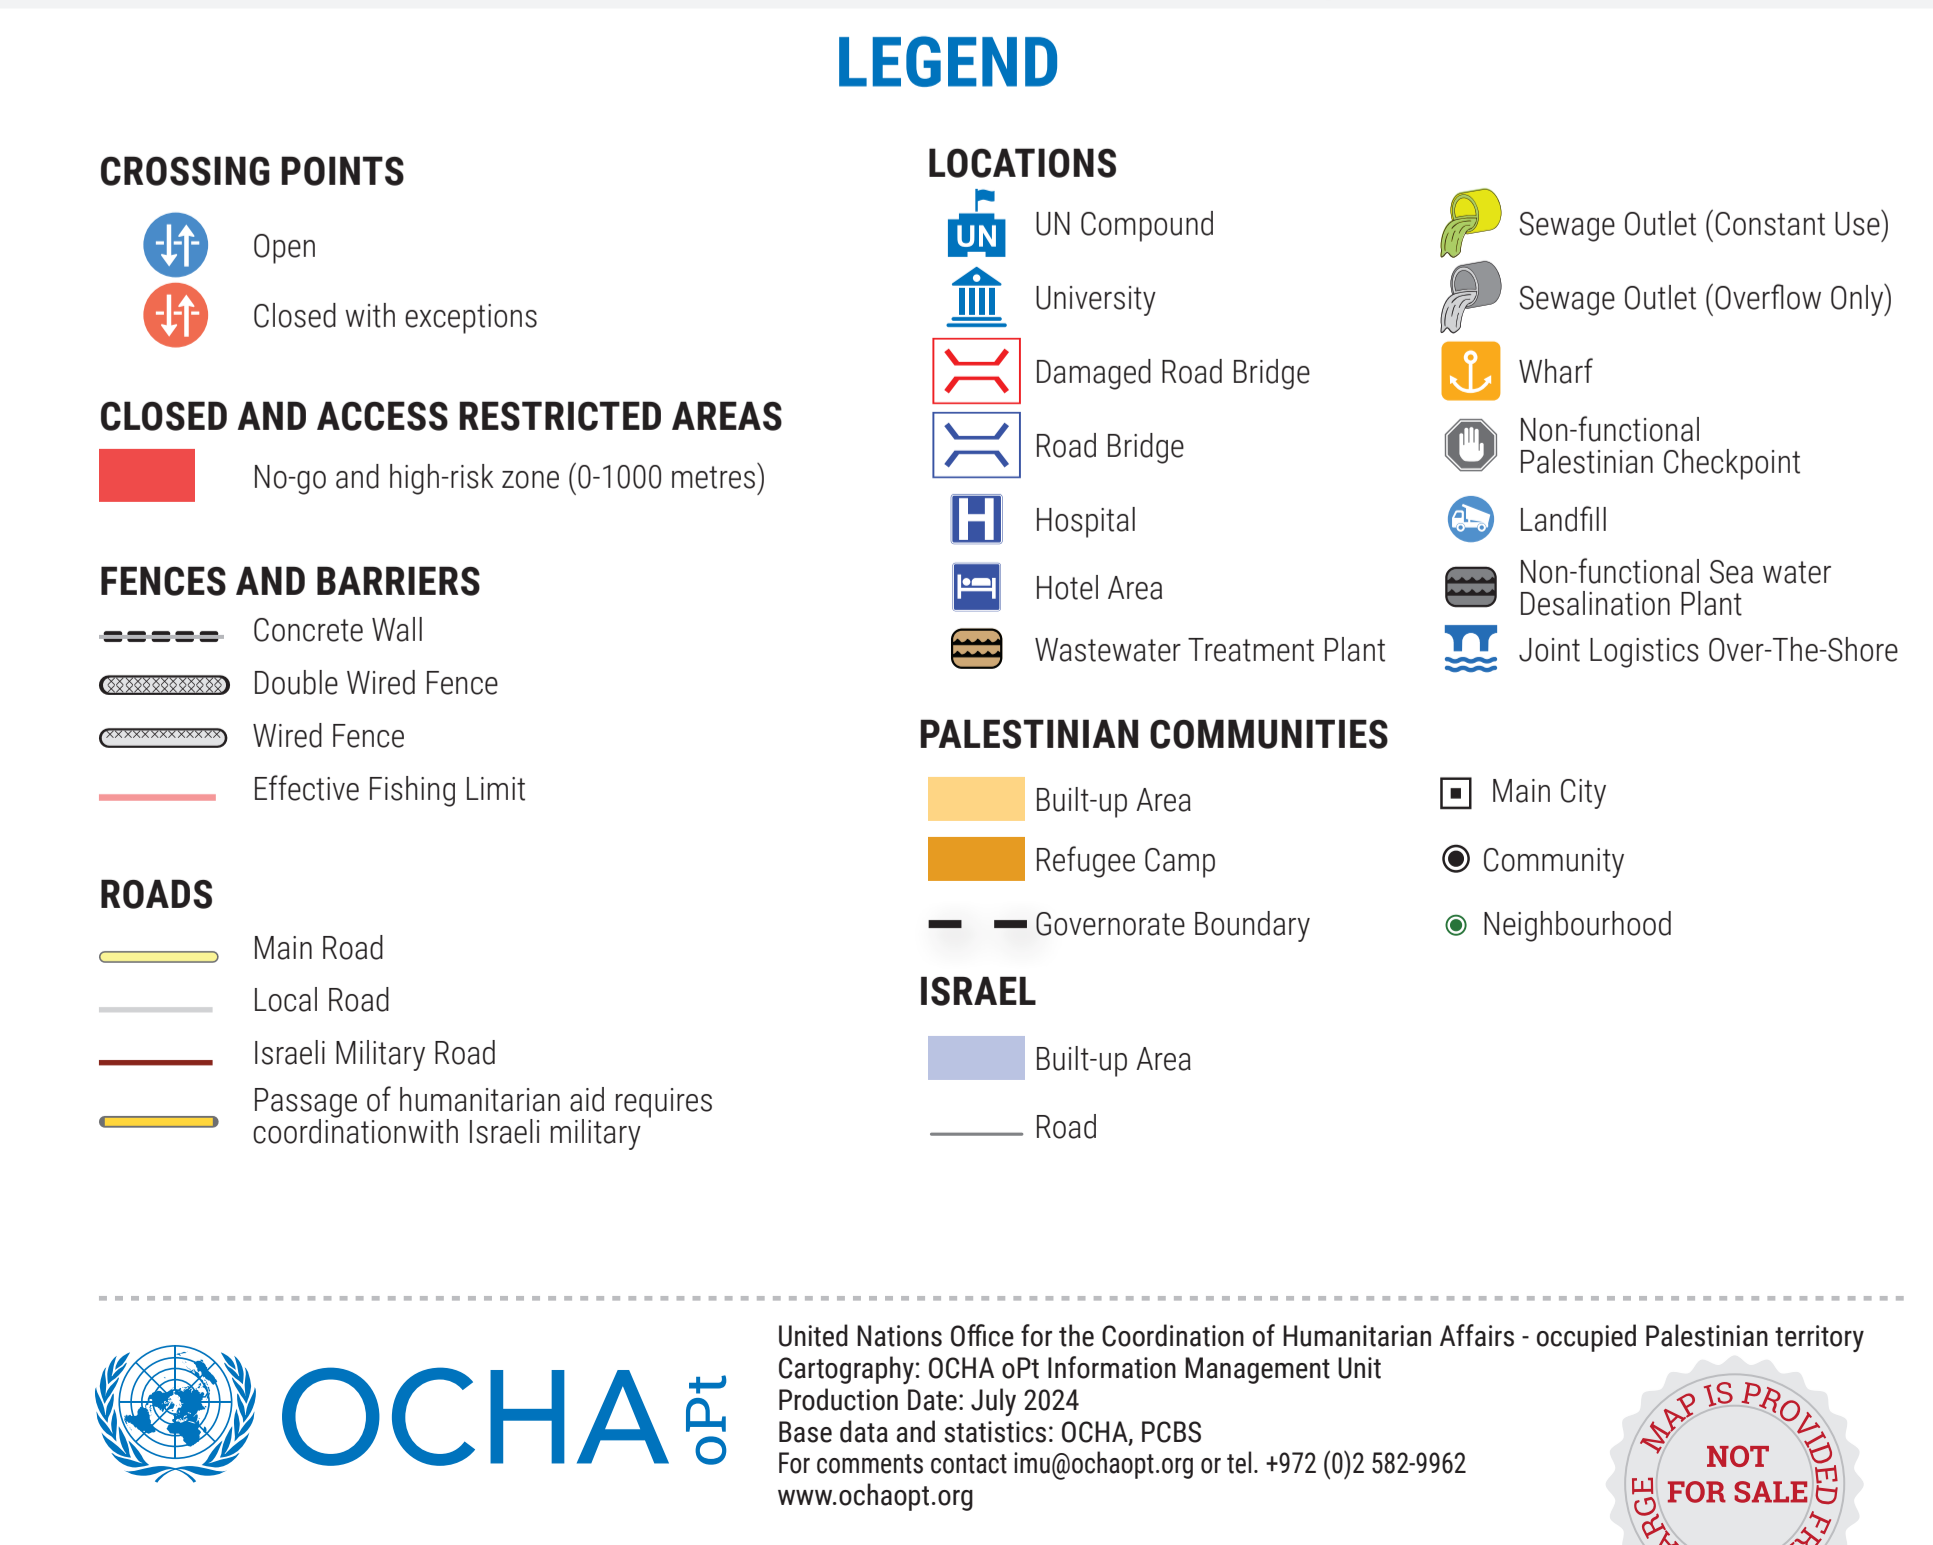 LEGEND
CROSSING POINTS
Open
Closed with exceptions
CLOSED AND ACCESS RESTRICTED AREAS
No-go and high-risk zone (0-1000 metres)
FENCES AND BARRIERS
Concrete Wall
Double Wired Fence
Wired Fence
Effective Fishing Limit
ROADS
Main Road
Local Road
Israeli Military Road
Passage of humanitarian aid requires
coordinationwith Israeli military
LOCATIONS
UN
UN Compound
University
Damaged Road Bridge
Road Bridge
H
Hospital
Hotel Area
Wastewater Treatment Plant
Sewage Outlet (Constant Use)
Sewage Outlet (Overflow Only)
Wharf
Non-functional
Palestinian Checkpoint
Landfill
Non-functional Sea water
Desalination Plant
Joint Logistics Over-The-Shore
PALESTINIAN COMMUNITIES
Built-up Area
Refugee Camp
Governorate Boundary
Main City
Community
Neighbourhood
ISRAEL
Built-up Area
Road
OCHA oPt
United Nations Office for the Coordination of Humanitarian Affairs - occupied Palestinian territory
Cartography: OCHA oPt Information Management Unit
Production Date: July 2024
Base data and statistics: OCHA, PCBS
For comments contact imu@ochaopt.org or tel. +972 (0)2 582-9962
www.ochaopt.org
MAP IS PROVIDED
NOT
FOR SALE